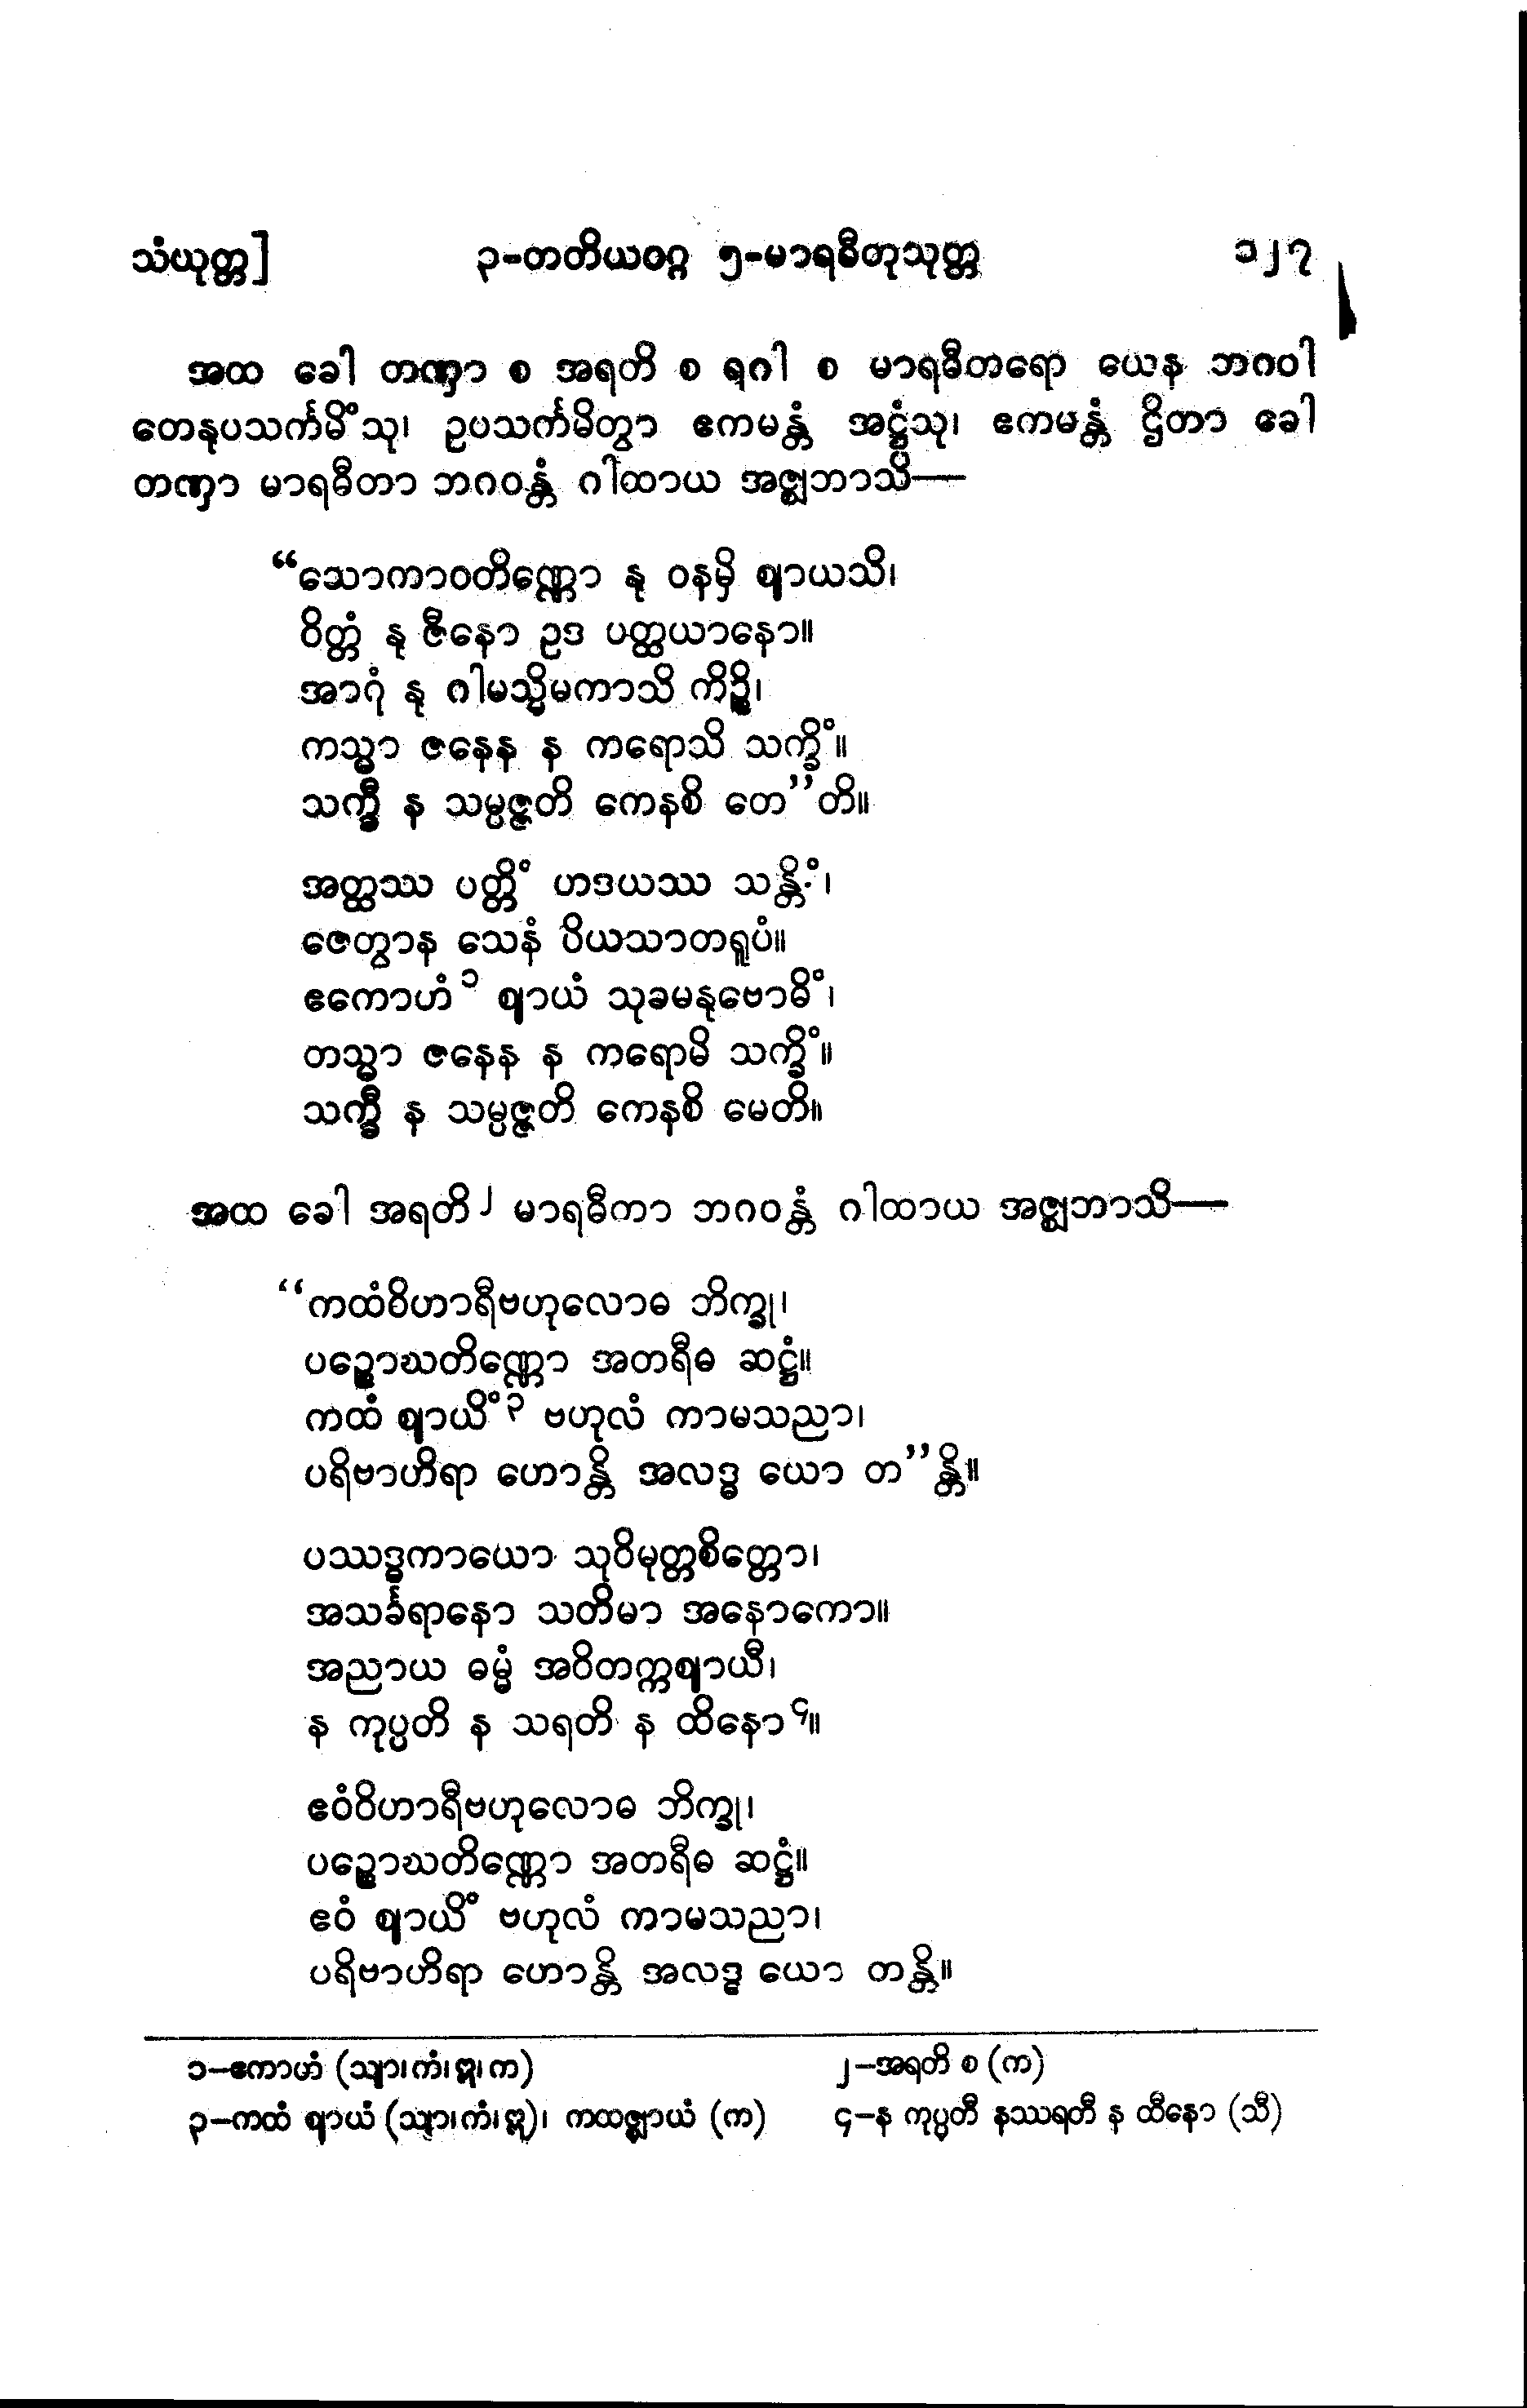 သံယုတ္တ] ၃-တတိယဝဂ္ဂ ၅-မာရဓီတုသုတ္တ ၁၂၇
အထ ခေါ တဏှာ စ အရတိ စ ရဂါ စ မာရဓီတရော ယေန ဘဂဝါ
တေနုပသင်္ကမိံသု၊ ဥပသင်္ကမိတွာ ဧကမန္တံ အဋ္ဌံသု၊ ဧကမန္တံ ဌိတာ ခေါ
တဏှာ မာရဓီတာ ဘဂဝန္တံ ဂါထာယ အဇ္ဈဘာသိ—
“သောကာဝတိဏ္ဏော နု ဝနမှိ ဈာယသိ၊
ဝိတ္တံ နု ဇီနော ဥဒ ပတ္ထယာနော။
အာဂုံ နု ဂါမသ္မိမကာသိ ကိဉ္စိ၊
ကသ္မာ ဇနေန န ကရောသိ သက္ခိံ။
သက္ခီ န သမ္ပဇ္ဇတိ ကေနစိ တေ”တိ။
အတ္ထဿ ပတ္တိံ ဟဒယဿ သန္တိံ၊
ဇေတွာန သေနံ ပိယသာတရူပံ။
ဧကောဟံ၁ ဈာယံ သုခမနုဗောဓိံ၊
တသ္မာ ဇနေန န ကရောမိ သက္ခိံ။
သက္ခီ န သမ္ပဇ္ဇတိ ကေနစိ မေတိ။
အထ ခေါ အရတိ၂ မာရဓီကာ ဘဂဝန္တံ ဂါထာယ အဇ္ဈဘာသိ—
“ကထံဝိဟာရီဗဟုလောဓ ဘိက္ခု၊
ပဉ္စောဃတိဏ္ဏော အတရီဓ ဆဋ္ဌံ။
ကထံ ဈာယိံ၃ ဗဟုလံ ကာမသညာ၊
ပရိဗာဟိရာ ဟောန္တိ အလဒ္ဓ ယော တ”န္တိ။
ပဿဒ္ဓကာယော သုဝိမုတ္တစိတ္တော၊
အသင်္ခရာနော သတိမာ အနောကော။
အညာယ ဓမ္မံ အဝိတက္ကဈာယီ၊
န ကုပ္ပတိ န သရတိ န ထိနော၄။
ဧဝံဝိဟာရီဗဟုလောဓ ဘိက္ခု၊
ပဉ္စောဃတိဏ္ဏော အတရီဓ ဆဋ္ဌံ။
ဧဝံ ဈာယိံ ဗဟုလံ ကာမသညာ၊
ပရိဗာဟိရာ ဟောန္တိ အလဒ္ဓ ယော တန္တိ။
၁—ဧကာဟံ (သျာ၊ ကံ၊ ဋ္ဌ၊ က) ၂—အရတိ စ (က)
၃—ကထံ ဈာယံ (သျာ၊ ကံ၊ ဋ္ဌ)၊ ကထဇ္ဈာယံ (က) ၄—န ကုပ္ပတီ နဿရတီ န ထီနော (သီ)